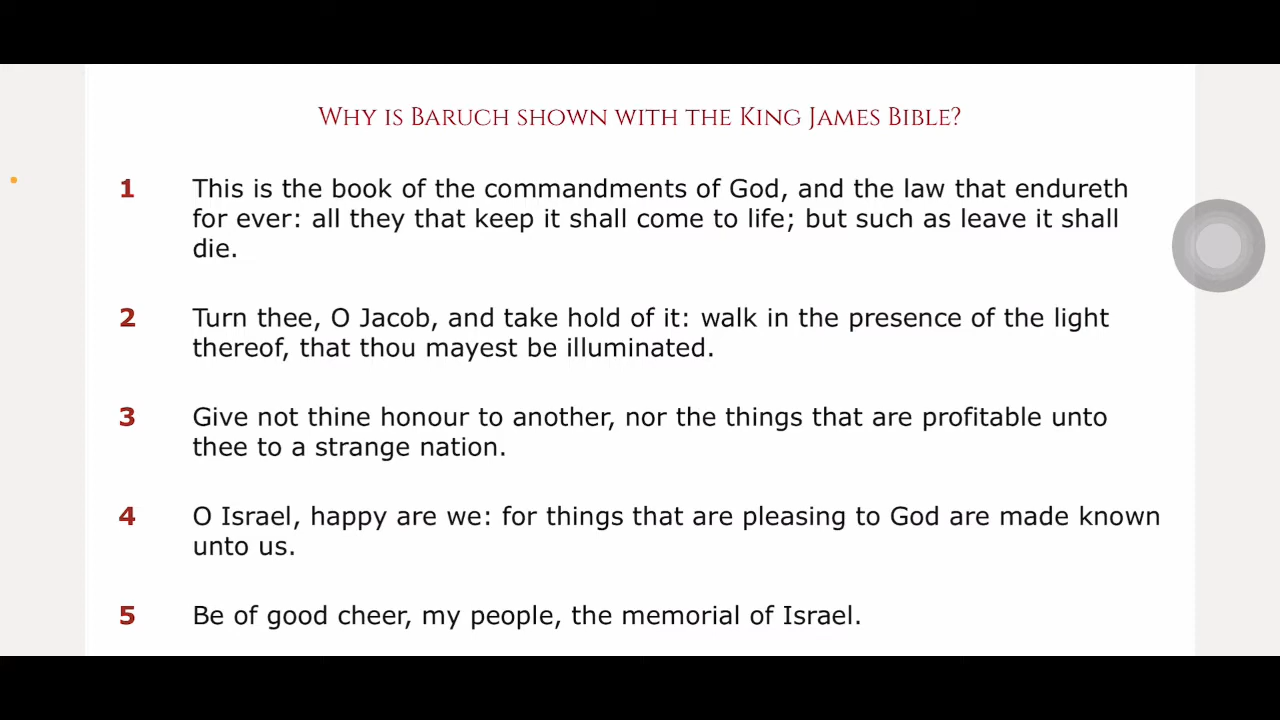 Why is Baruch shown with the King James Bible?
1 This is the book of the commandments of God, and the law that endureth
for ever: all they that keep it shall come to life; but such as leave it shall
die.
2 Turn thee, O Jacob, and take hold of it: walk in the presence of the light
thereof, that thou mayest be illuminated.
3 Give not thine honour to another, nor the things that are profitable unto
thee to a strange nation.
4 O Israel, happy are we: for things that are pleasing to God are made known
unto us.
5 Be of good cheer, my people, the memorial of Israel.